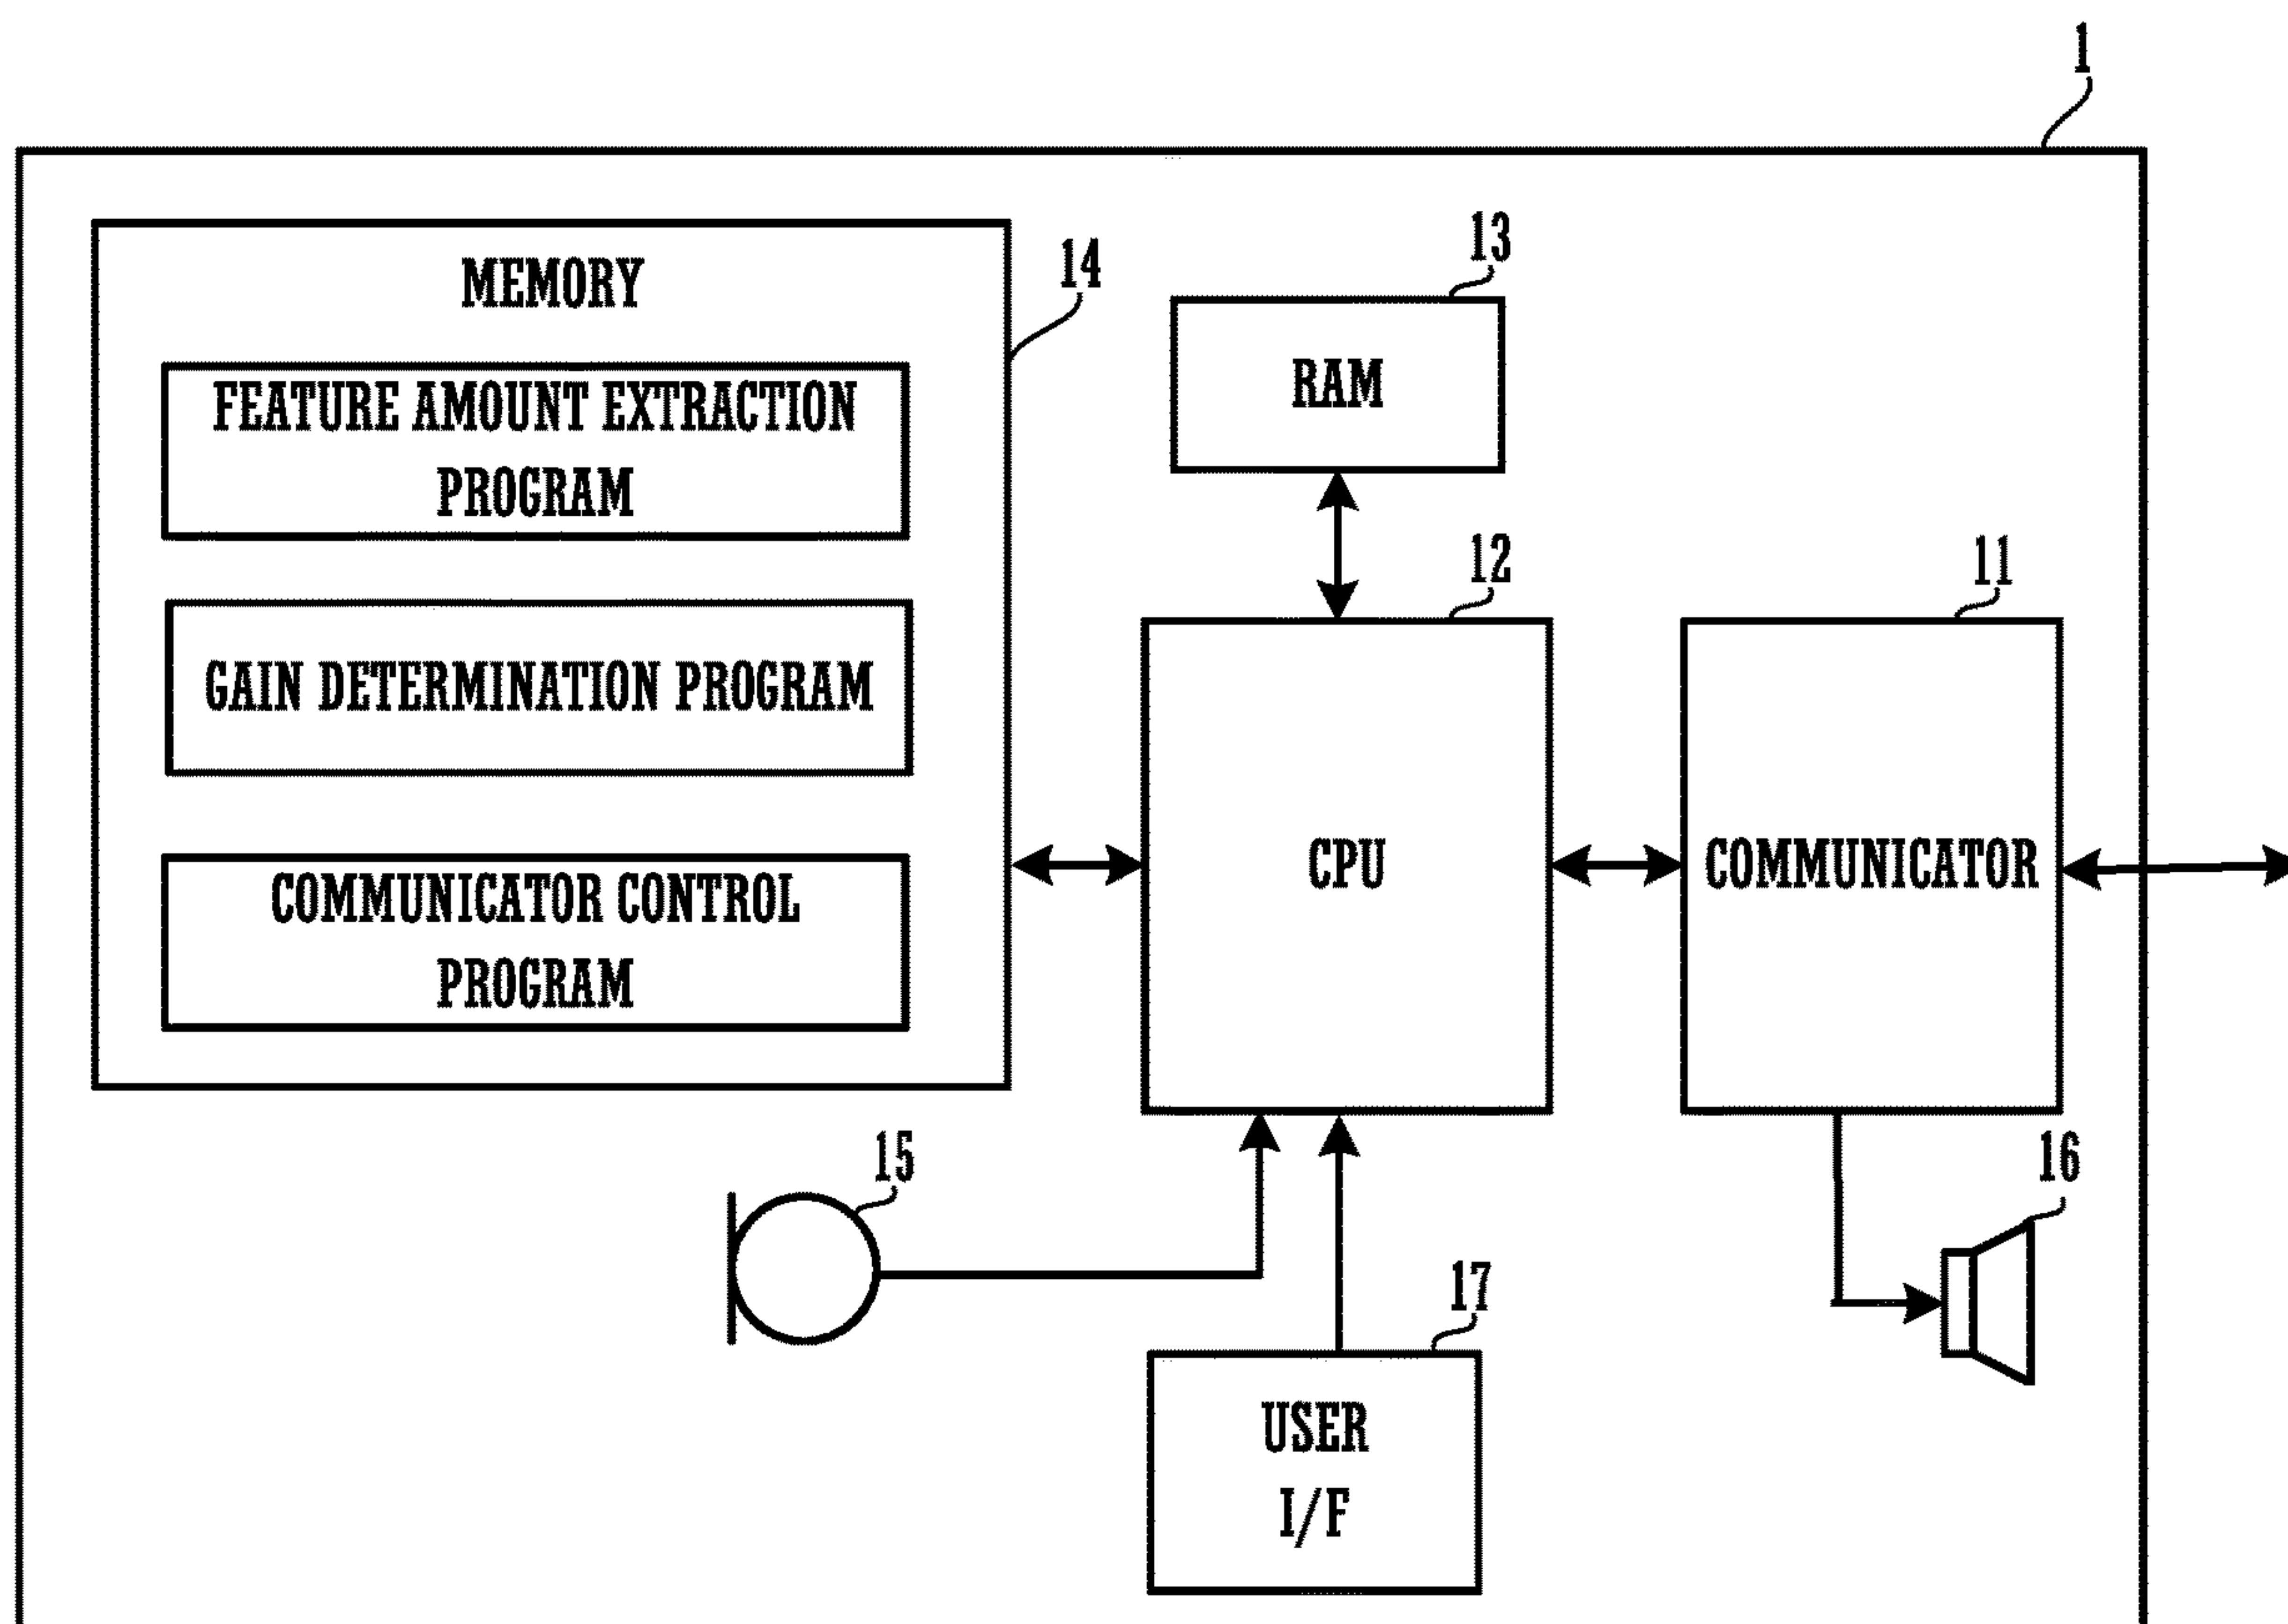 1
MEMORY
14
FEATURE AMOUNT EXTRACTION
PROGRAM
GAIN DETERMINATION PROGRAM
COMMUNICATOR CONTROL
PROGRAM
13
RAM
12
CPU
11
COMMUNICATOR
15
16
17
USER
I/F